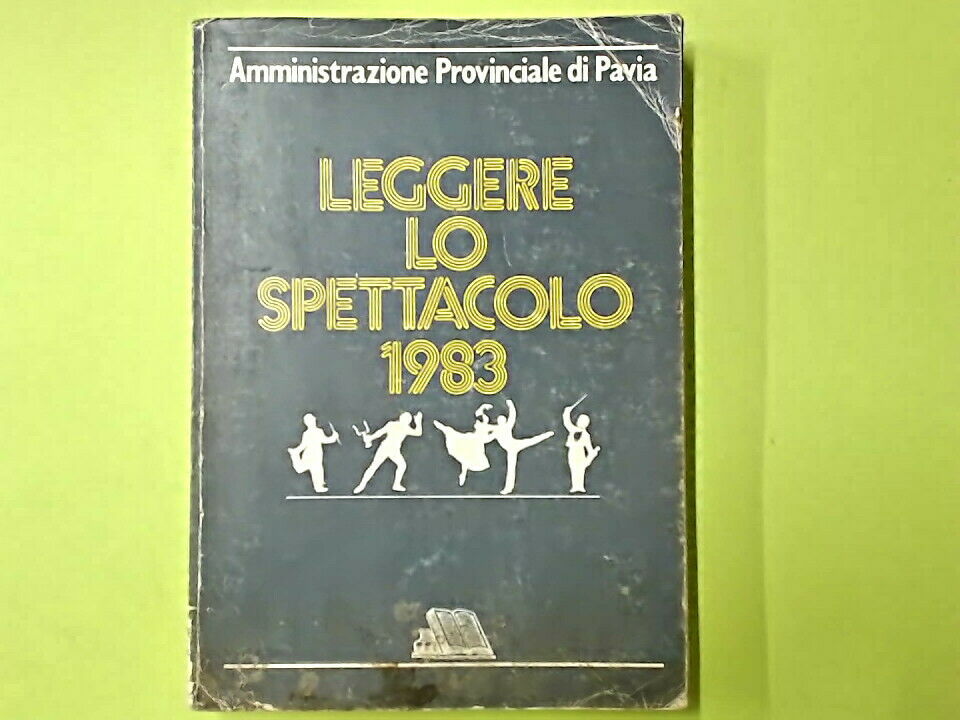 Amministrazione Provinciale di Pavia
LEGGERE
LO
SPETTACOLO
1983